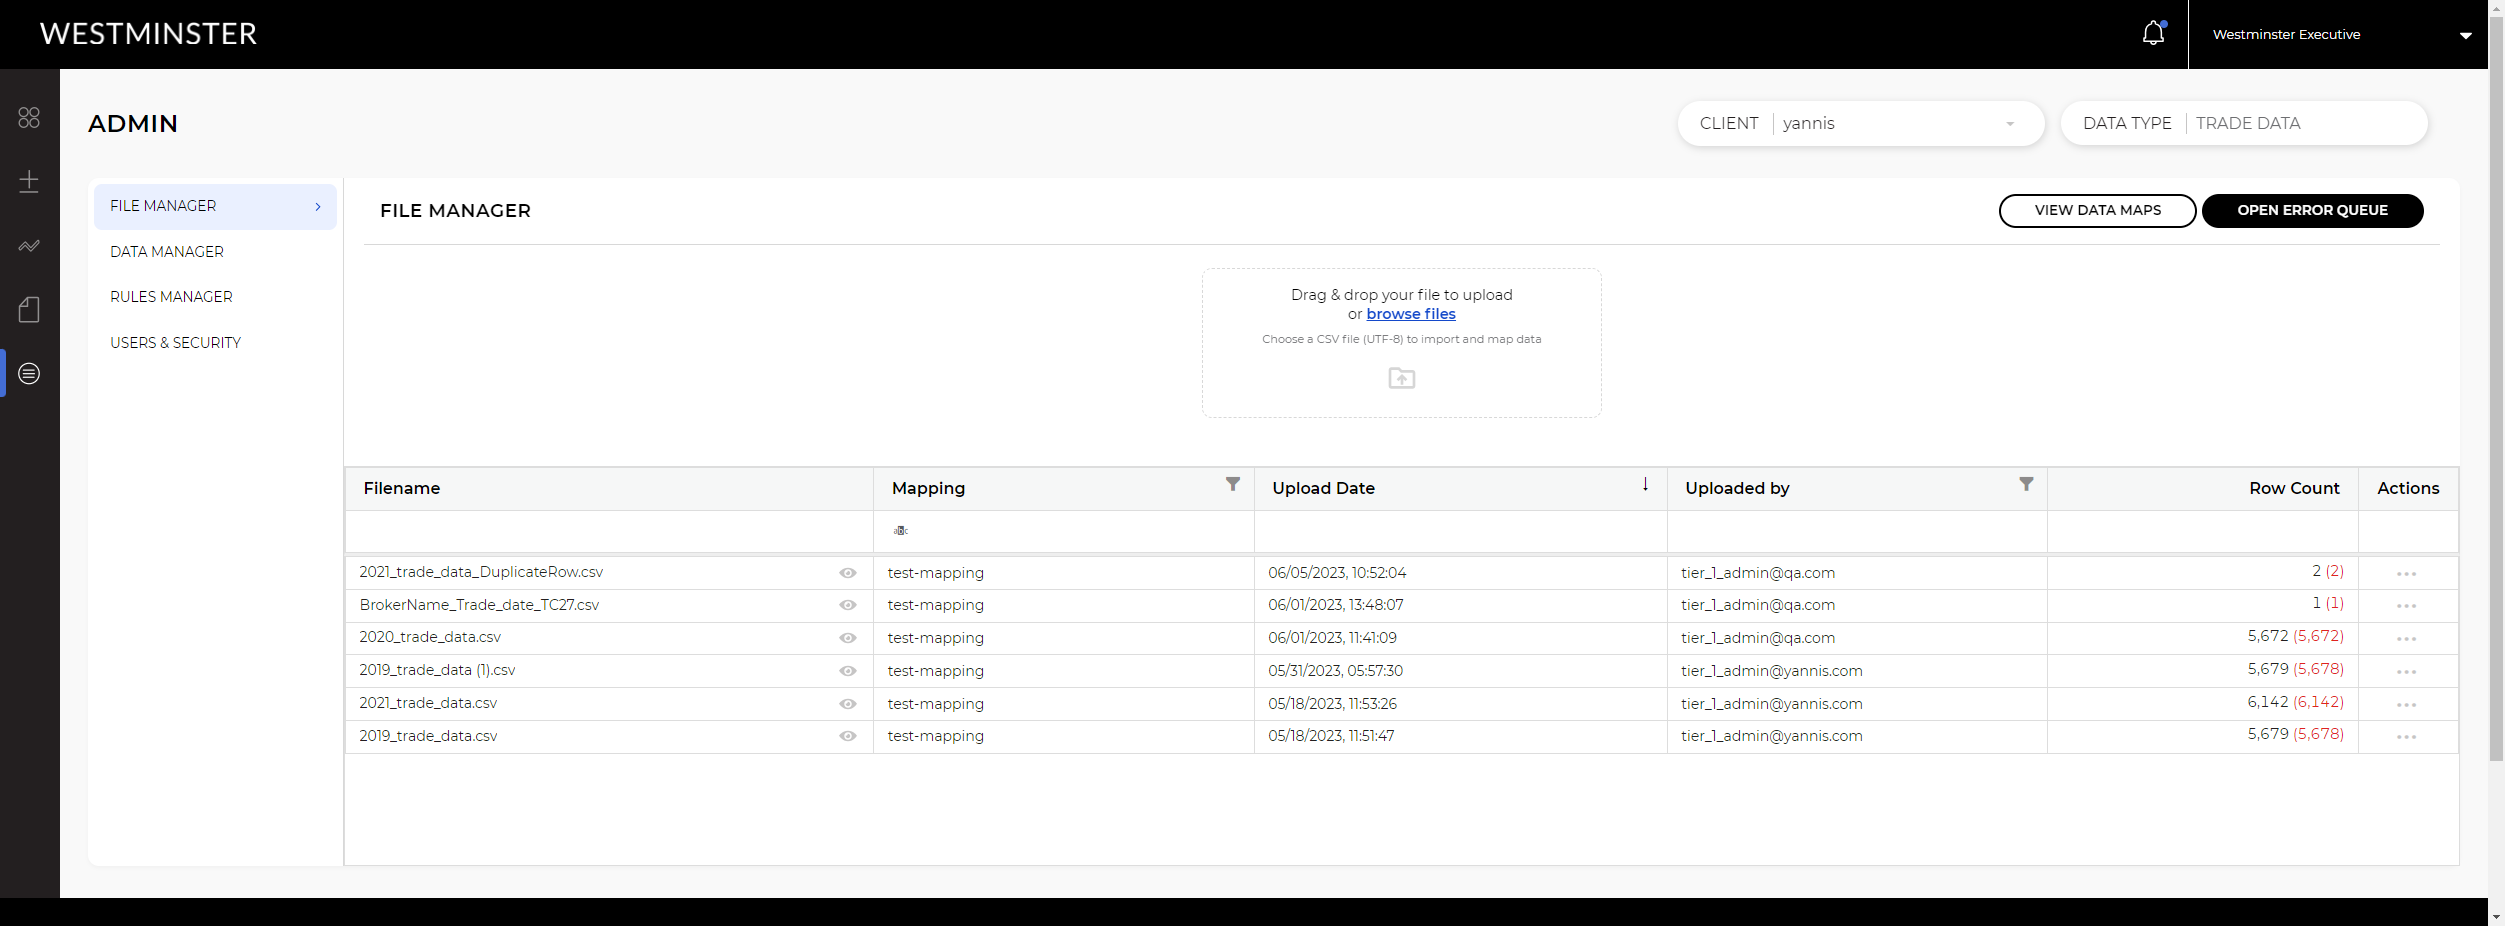 WESTMINSTER
Westminster Executive
ADMIN
CLIENT yannis
DATA TYPE TRADE DATA
FILE MANAGER
DATA MANAGER
RULES MANAGER
USERS & SECURITY
FILE MANAGER
VIEW DATA MAPS
OPEN ERROR QUEUE
Drag & drop your file to upload
or browse files
Choose a CSV file (UTF-8) to import and map data
Filename Mapping Upload Date Uploaded by Row Count Actions
abc
2021_trade_data_DuplicateRow.csv test-mapping 06/05/2023, 10:52:04 tier_1_admin@qa.com 2 (2)
BrokerName_Trade_date_TC27.csv test-mapping 06/01/2023, 13:48:07 tier_1_admin@qa.com 1 (1)
2020_trade_data.csv test-mapping 06/01/2023, 11:41:09 tier_1_admin@qa.com 5,672 (5,672)
2019_trade_data (1).csv test-mapping 05/31/2023, 05:57:30 tier_1_admin@yannis.com 5,679 (5,678)
2021_trade_data.csv test-mapping 05/18/2023, 11:53:26 tier_1_admin@yannis.com 6,142 (6,142)
2019_trade_data.csv test-mapping 05/18/2023, 11:51:47 tier_1_admin@yannis.com 5,679 (5,678)